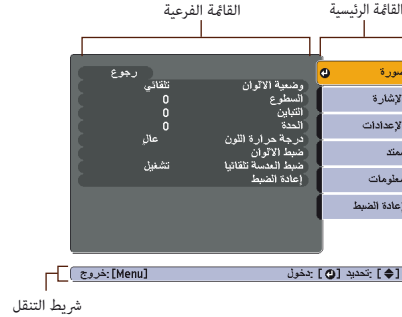 القائمة الرئيسية
القائمة الفرعية
رجوع
وضعية الألوان تلقائي
السطوع 0
التباين 0
الحدة 0
درجة حرارة اللون عالٍ
ضبط الألوان
ضبط العدسة تلقائيا تشغيل
إعادة الضبط
صورة
الإشارة
الإعدادات
ممتد
معلومات
إعادة الضبط
[ ] :تحديد [ ] :دخول [Menu] :خروج
شريط التنقل